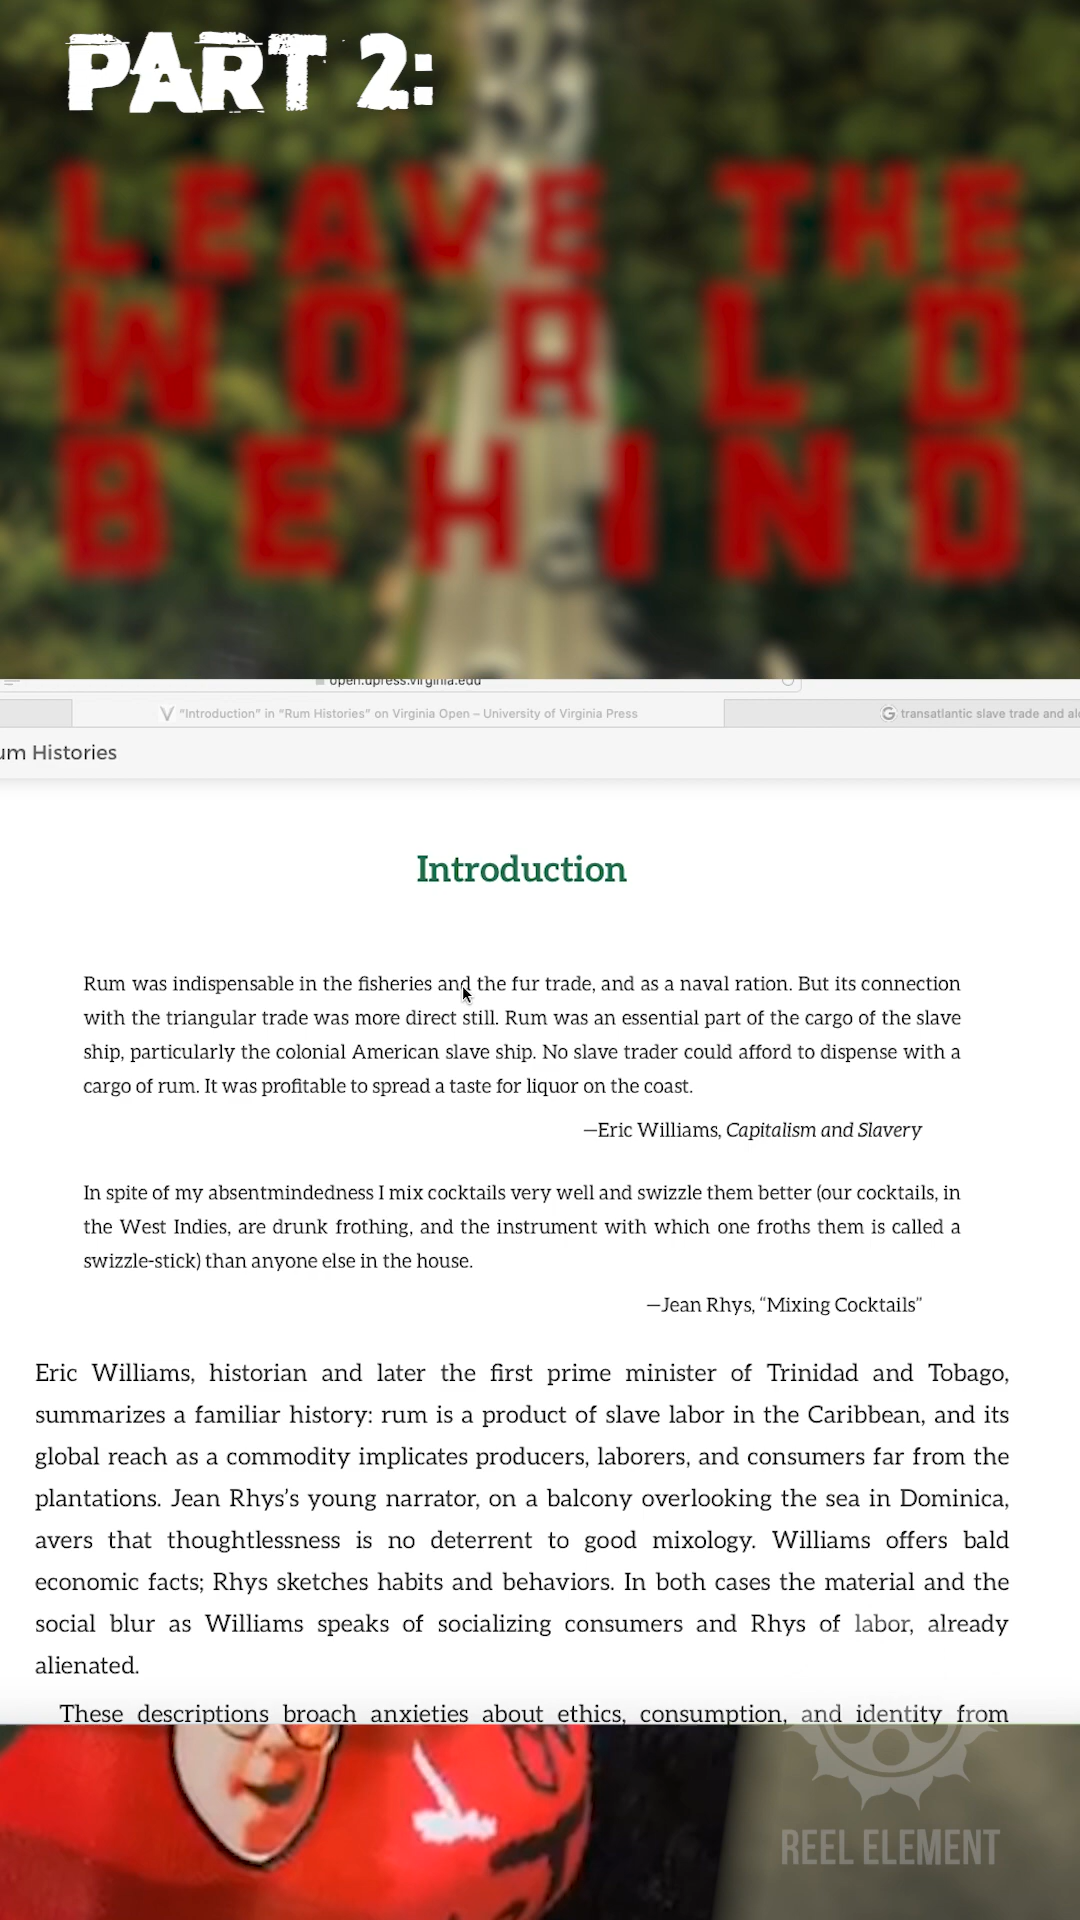 PART 2:
LEAVE THE
WORLD
BEHIND
open.upress.virginia.edu
"Introduction" in "Rum Histories" on Virginia Open – University of Virginia Press
transatlantic slave trade and al
um Histories
Introduction
Rum was indispensable in the fisheries and the fur trade, and as a naval ration. But its connection
with the triangular trade was more direct still. Rum was an essential part of the cargo of the slave
ship, particularly the colonial American slave ship. No slave trader could afford to dispense with a
cargo of rum. It was profitable to spread a taste for liquor on the coast.
—Eric Williams, Capitalism and Slavery
In spite of my absentmindedness I mix cocktails very well and swizzle them better (our cocktails, in
the West Indies, are drunk frothing, and the instrument with which one froths them is called a
swizzle-stick) than anyone else in the house.
—Jean Rhys, “Mixing Cocktails”
Eric Williams, historian and later the first prime minister of Trinidad and Tobago,
summarizes a familiar history: rum is a product of slave labor in the Caribbean, and its
global reach as a commodity implicates producers, laborers, and consumers far from the
plantations. Jean Rhys’s young narrator, on a balcony overlooking the sea in Dominica,
avers that thoughtlessness is no deterrent to good mixology. Williams offers bald
economic facts; Rhys sketches habits and behaviors. In both cases the material and the
social blur as Williams speaks of socializing consumers and Rhys of labor, already
alienated.
These descriptions broach anxieties about ethics, consumption, and identity from
REEL ELEMENT